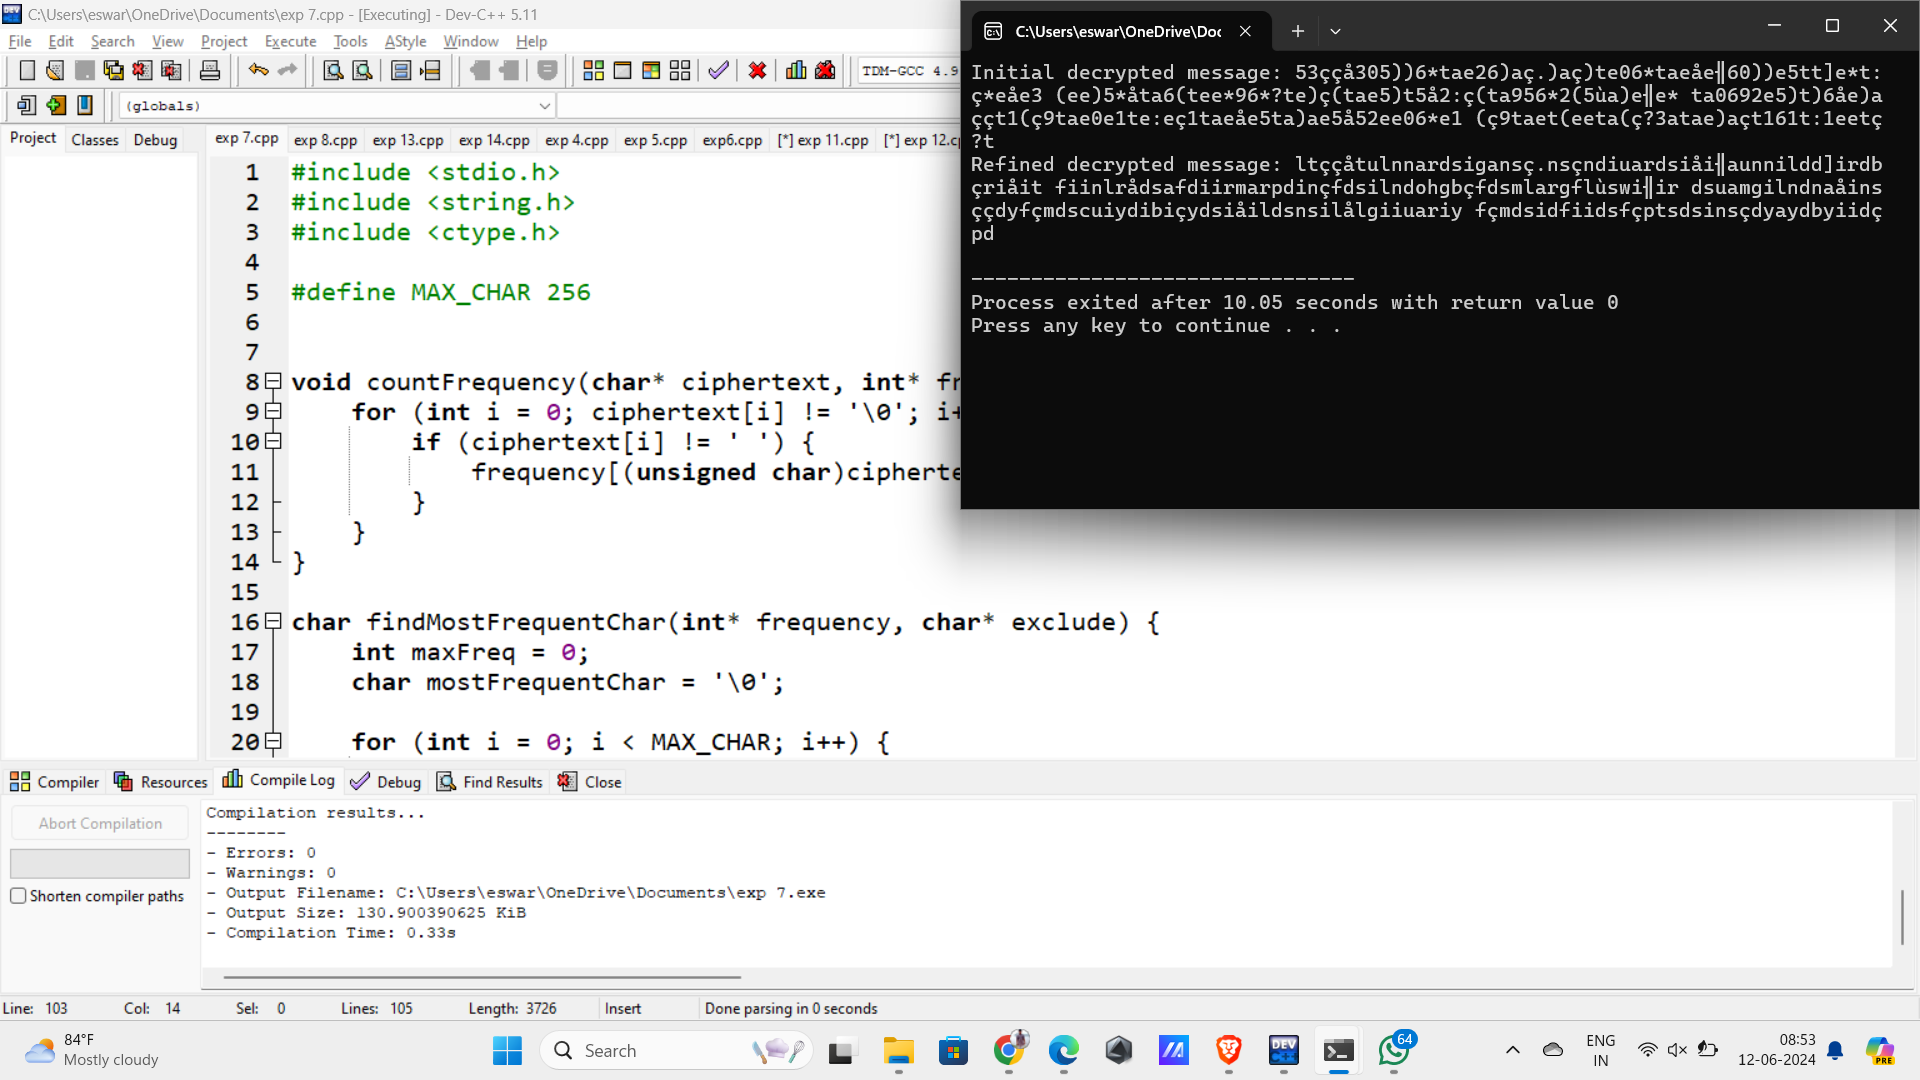 C:\Users\eswar\OneDrive\Documents\exp 7.cpp - [Executing] - Dev-C++ 5.11
File Edit Search View Project Execute Tools AStyle Window Help
TDM-GCC 4.9
(globals)
Project Classes Debug
exp 7.cpp exp 8.cpp exp 13.cpp exp 14.cpp exp 4.cpp exp 5.cpp exp6.cpp [*] exp 11.cpp [*] exp 12.c
1 #include <stdio.h>
2 #include <string.h>
3 #include <ctype.h>
4
5 #define MAX_CHAR 256
6
7
8 void countFrequency(char* ciphertext, int* fr
9 for (int i = 0; ciphertext[i] != '\0'; i+
10 if (ciphertext[i] != ' ') {
11 frequency[(unsigned char)cipherte
12 }
13 }
14 }
15
16 char findMostFrequentChar(int* frequency, char* exclude) {
17 int maxFreq = 0;
18 char mostFrequentChar = '\0';
19
20 for (int i = 0; i < MAX_CHAR; i++) {
C:\Users\eswar\OneDrive\Doc
Initial decrypted message: 53ççå305))6*tae26)aç.)aç)te06*taeåe╢60))e5tt]e*t:
ç*eåe3 (ee)5*åta6(tee*96*?te)ç(tae5)t5å2:ç(ta956*2(5ùa)e╢e* ta0692e5)t)6åe)a
ççt1(ç9tae0e1te:eç1taeåe5ta)ae5å52ee06*e1 (ç9taet(eeta(ç?3atae)açt161t:1eetç
?t
Refined decrypted message: ltççåtulnnardsigansç.nsçndiuardsiåi╢aunnildd]irdb
çriåit fiinlrådsafdiirmarpdinçfdsilndohgbçfdsmlargflùswi╢ir dsuamgilndnaåins
ççdyfçmdscuiydibiçydsiåildsnsilålgiiuariy fçmdsidfiidsfçptsdsinsçdyaydbyiidç
pd
--------------------------------
Process exited after 10.05 seconds with return value 0
Press any key to continue . . .
Compiler Resources Compile Log Debug Find Results Close
Abort Compilation
Shorten compiler paths
Compilation results...
--------
- Errors: 0
- Warnings: 0
- Output Filename: C:\Users\eswar\OneDrive\Documents\exp 7.exe
- Output Size: 130.900390625 KiB
- Compilation Time: 0.33s
Line: 103 Col: 14 Sel: 0 Lines: 105 Length: 3726 Insert Done parsing in 0 seconds
84°F
Mostly cloudy
Search
DEV
64
ENG
IN
08:53
12-06-2024
PRE